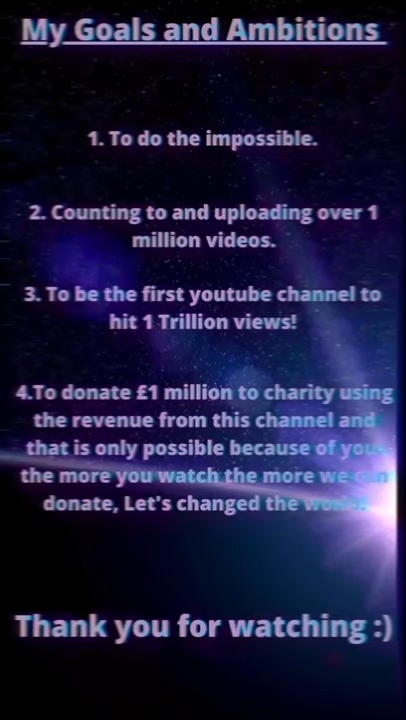 My Goals and Ambitions
1. To do the impossible.
2. Counting to and uploading over 1
million videos.
3. To be the first youtube channel to
hit 1 Trillion views!
4.To donate £1 million to charity using
the revenue from this channel and
that is only possible because of you,
the more you watch the more we can
donate, Let's changed the
Thank you for watching :)